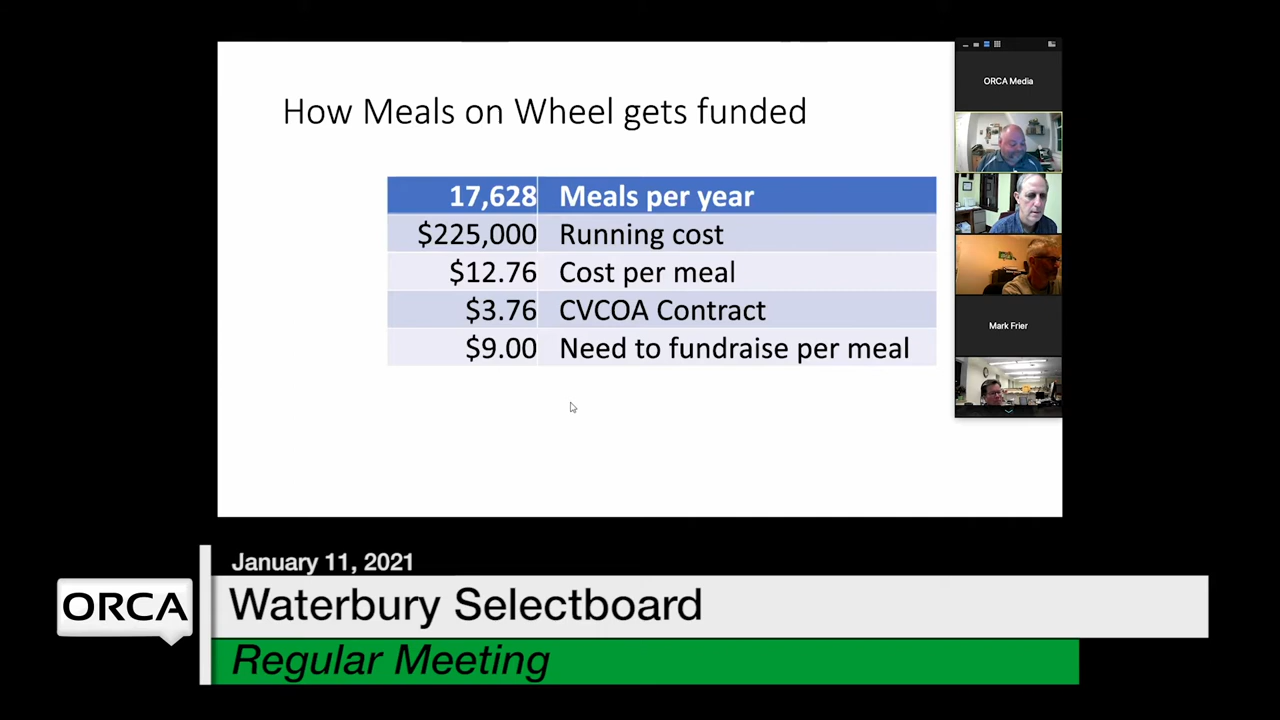 How Meals on Wheel gets funded
17,628 Meals per year
$225,000 Running cost
$12.76 Cost per meal
$3.76 CVCOA Contract
$9.00 Need to fundraise per meal
ORCA Media
Mark Frier
January 11, 2021
ORCA
Waterbury Selectboard
Regular Meeting